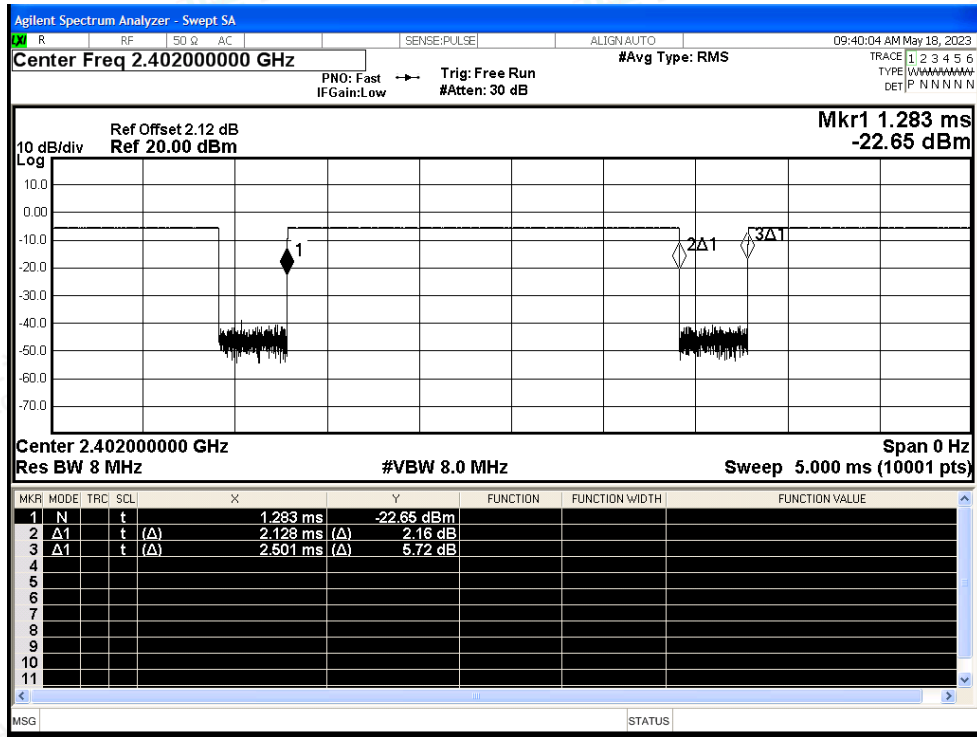 Agilent Spectrum Analyzer - Swept SA
LXI R RF 50 Ω AC SENSE:PULSE ALIGN AUTO 09:40:04 AM May 18, 2023
Center Freq 2.402000000 GHz #Avg Type: RMS TRACE 1 2 3 4 5 6
PNO: Fast Trig: Free Run TYPE WWWWWW
IFGain:Low #Atten: 30 dB DET P N N N N N
Mkr1 1.283 ms
Ref Offset 2.12 dB
10 dB/div Ref 20.00 dBm -22.65 dBm
Log
10.0
0.00
-10.0
1 2Δ1 3Δ1
-20.0
-30.0
-40.0
-50.0
-60.0
-70.0
Center 2.402000000 GHz Span 0 Hz
Res BW 8 MHz #VBW 8.0 MHz Sweep 5.000 ms (10001 pts)
MKR MODE TRC SCL X Y FUNCTION FUNCTION WIDTH FUNCTION VALUE
1 N t 1.283 ms -22.65 dBm
2 Δ1 t (Δ) 2.128 ms (Δ) 2.16 dB
3 Δ1 t (Δ) 2.501 ms (Δ) 5.72 dB
4
5
6
7
8
9
10
11
MSG STATUS